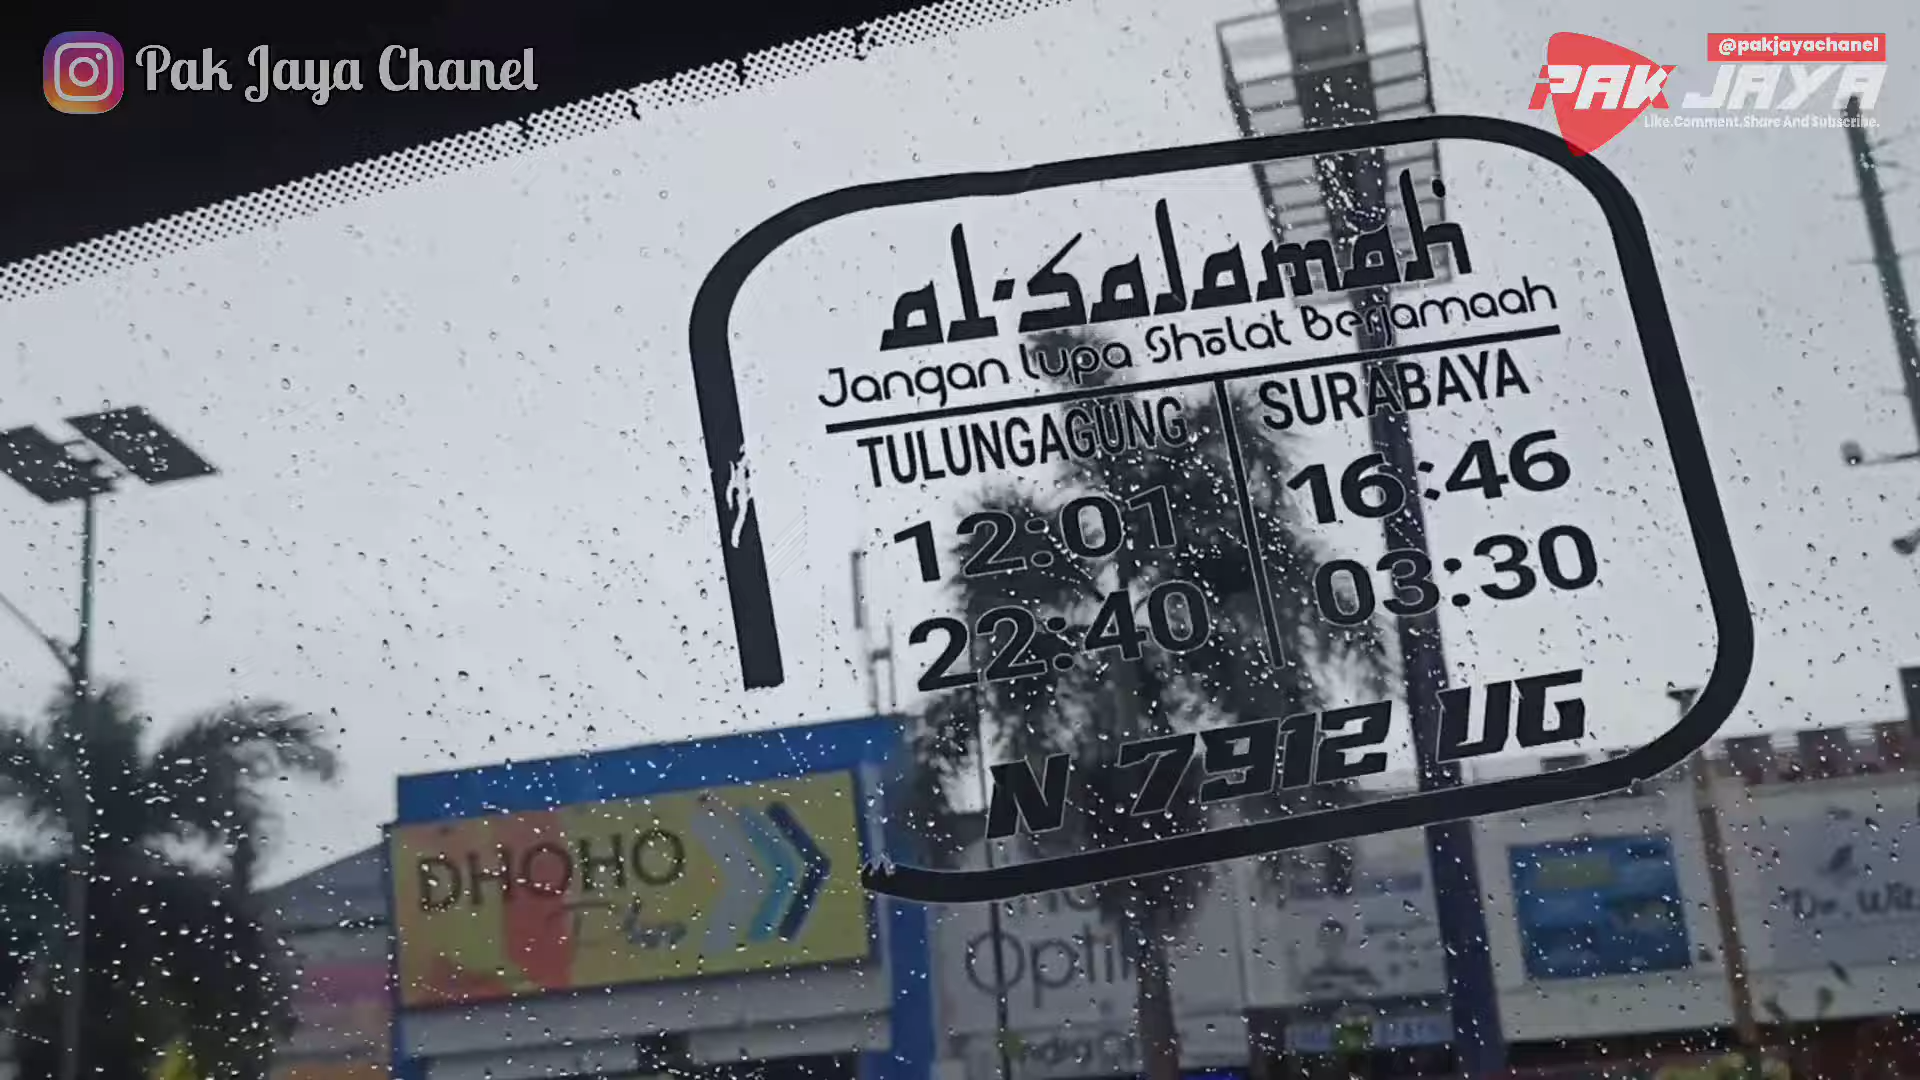 Pak Jaya Chanel
@pakjayachanel
PAK JAYA
Like.Comment.Share And Subscribe.
al-Salamah
Jangan lupa Sholat Berjamaah
TULUNGAGUNG
12:01
22:40
SURABAYA
16:46
03:30
N 7912 UG
DHOHO
Optik